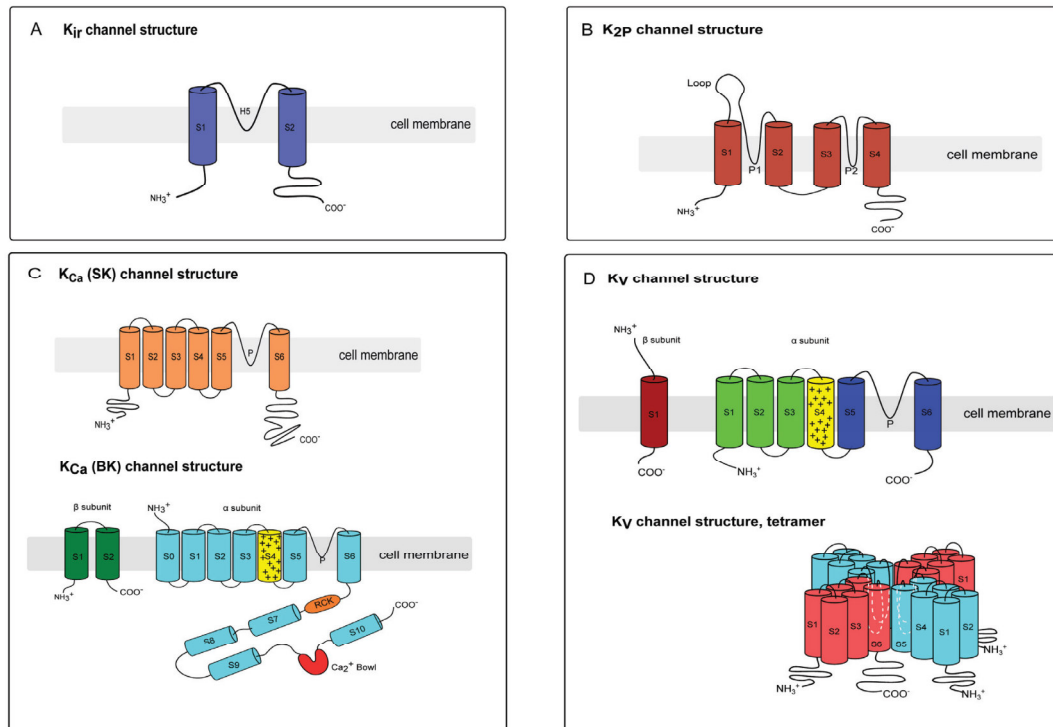 A Kir channel structure
H5
S1
S2
cell membrane
NH3+
COO-
B K2P channel structure
Loop
S1
S2
S3
S4
cell membrane
P1
P2
NH3+
COO-
C KCa (SK) channel structure
S1
S2
S3
S4
S5
P
S6
cell membrane
NH3+
COO-
KCa (BK) channel structure
β subunit
NH3+
α subunit
S1
S2
S0
S1
S2
S3
S4
S5
P
S6
cell membrane
NH3+
COO-
RCK
COO-
S7
S8
S10
S9
Ca2+ Bowl
D Kv channel structure
NH3+
β subunit
α subunit
S1
S1
S2
S3
S4
S5
P
S6
cell membrane
COO-
NH3+
COO-
Kv channel structure, tetramer
S1
S1
S2
S3
S6
S5
S4
S1
S2
NH3+
NH3+
COO-
NH3+